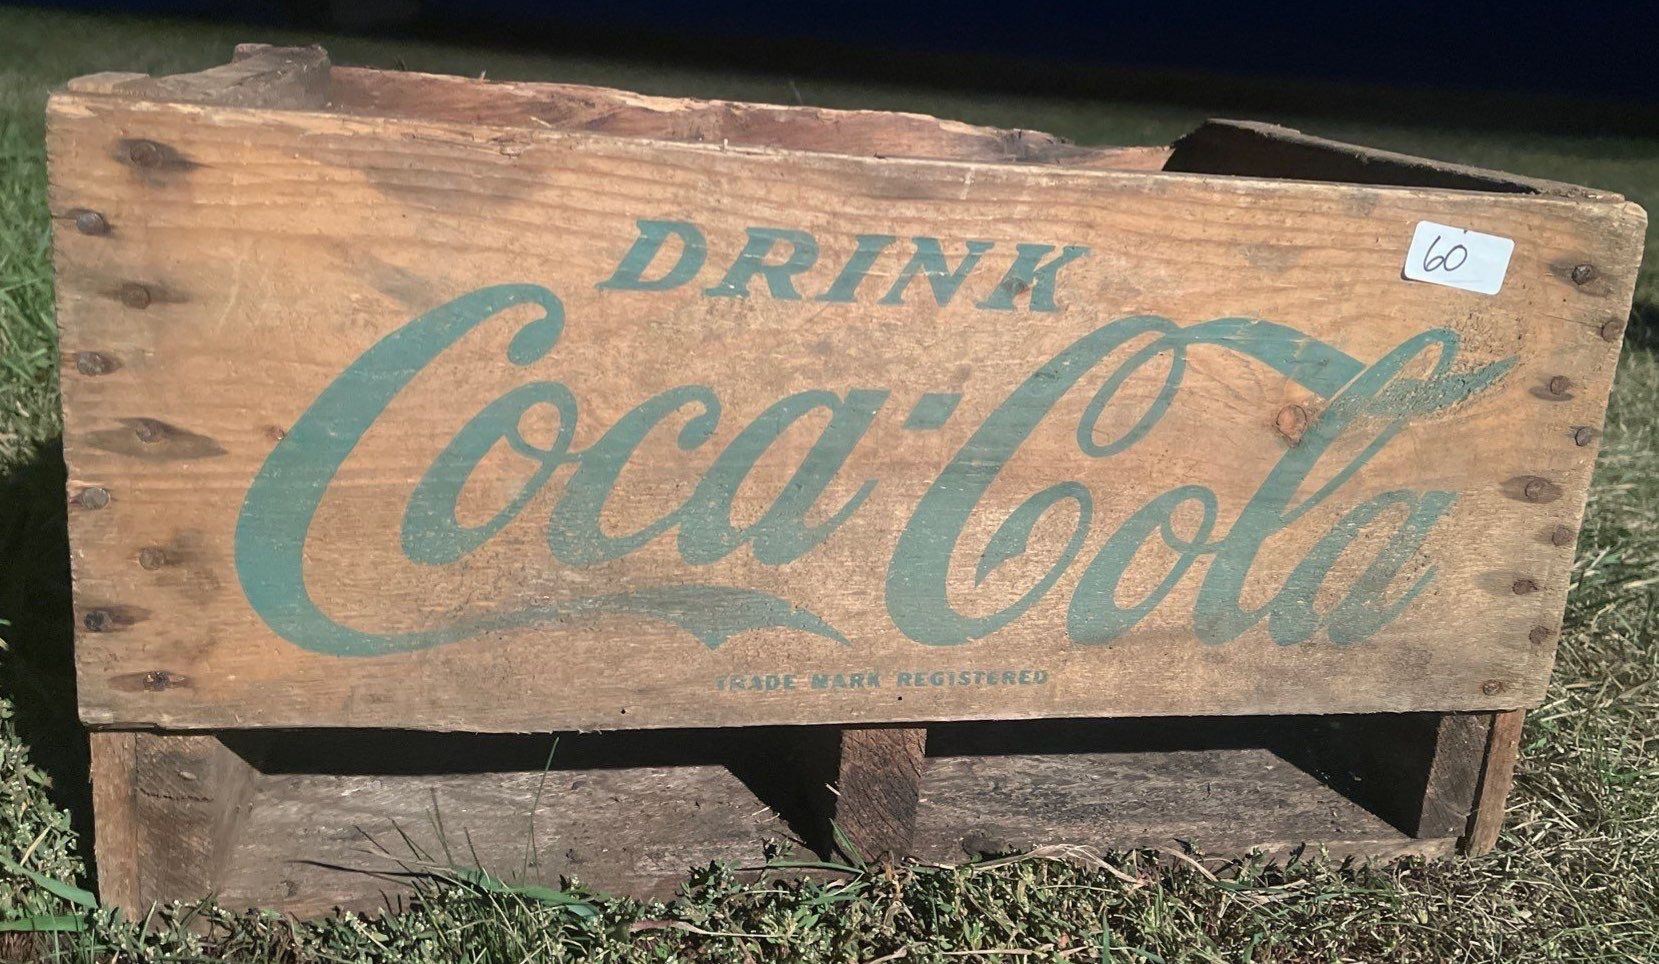 DRINK
60
Coca-Cola
TRADE MARK REGISTERED